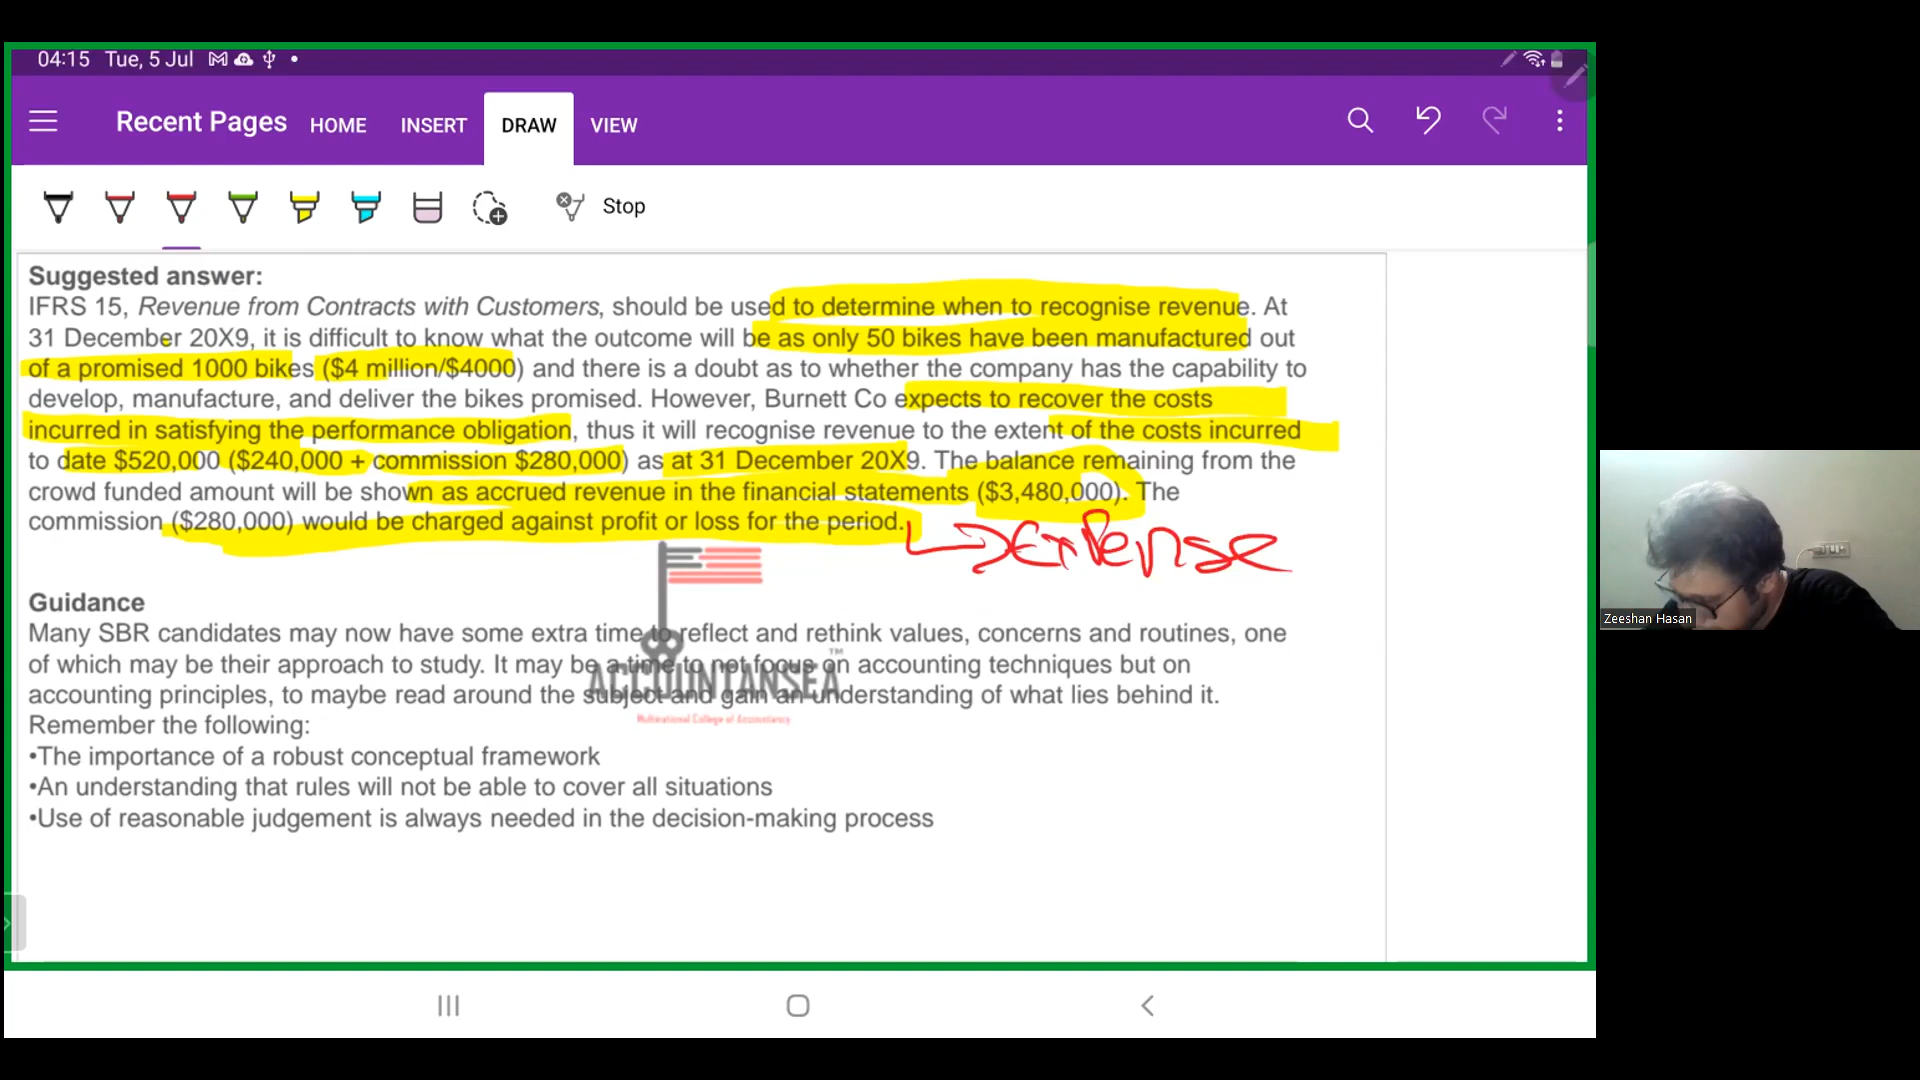 04:15 Tue, 5 Jul
Recent Pages HOME INSERT DRAW VIEW
Stop
Suggested answer:
IFRS 15, Revenue from Contracts with Customers, should be used to determine when to recognise revenue. At
31 December 20X9, it is difficult to know what the outcome will be as only 50 bikes have been manufactured out
of a promised 1000 bikes ($4 million/$4000) and there is a doubt as to whether the company has the capability to
develop, manufacture, and deliver the bikes promised. However, Burnett Co expects to recover the costs
incurred in satisfying the performance obligation, thus it will recognise revenue to the extent of the costs incurred
to date $520,000 ($240,000 + commission $280,000) as at 31 December 20X9. The balance remaining from the
crowd funded amount will be shown as accrued revenue in the financial statements ($3,480,000). The
commission ($280,000) would be charged against profit or loss for the period.
Expense
Guidance
Many SBR candidates may now have some extra time to reflect and rethink values, concerns and routines, one
of which may be their approach to study. It may be a time to not focus on accounting techniques but on
accounting principles, to maybe read around the subject and gain an understanding of what lies behind it.
ACCOUNTANSEA™
Multinational College of Accountancy
Remember the following:
•The importance of a robust conceptual framework
•An understanding that rules will not be able to cover all situations
•Use of reasonable judgement is always needed in the decision-making process
Zeeshan Hasan